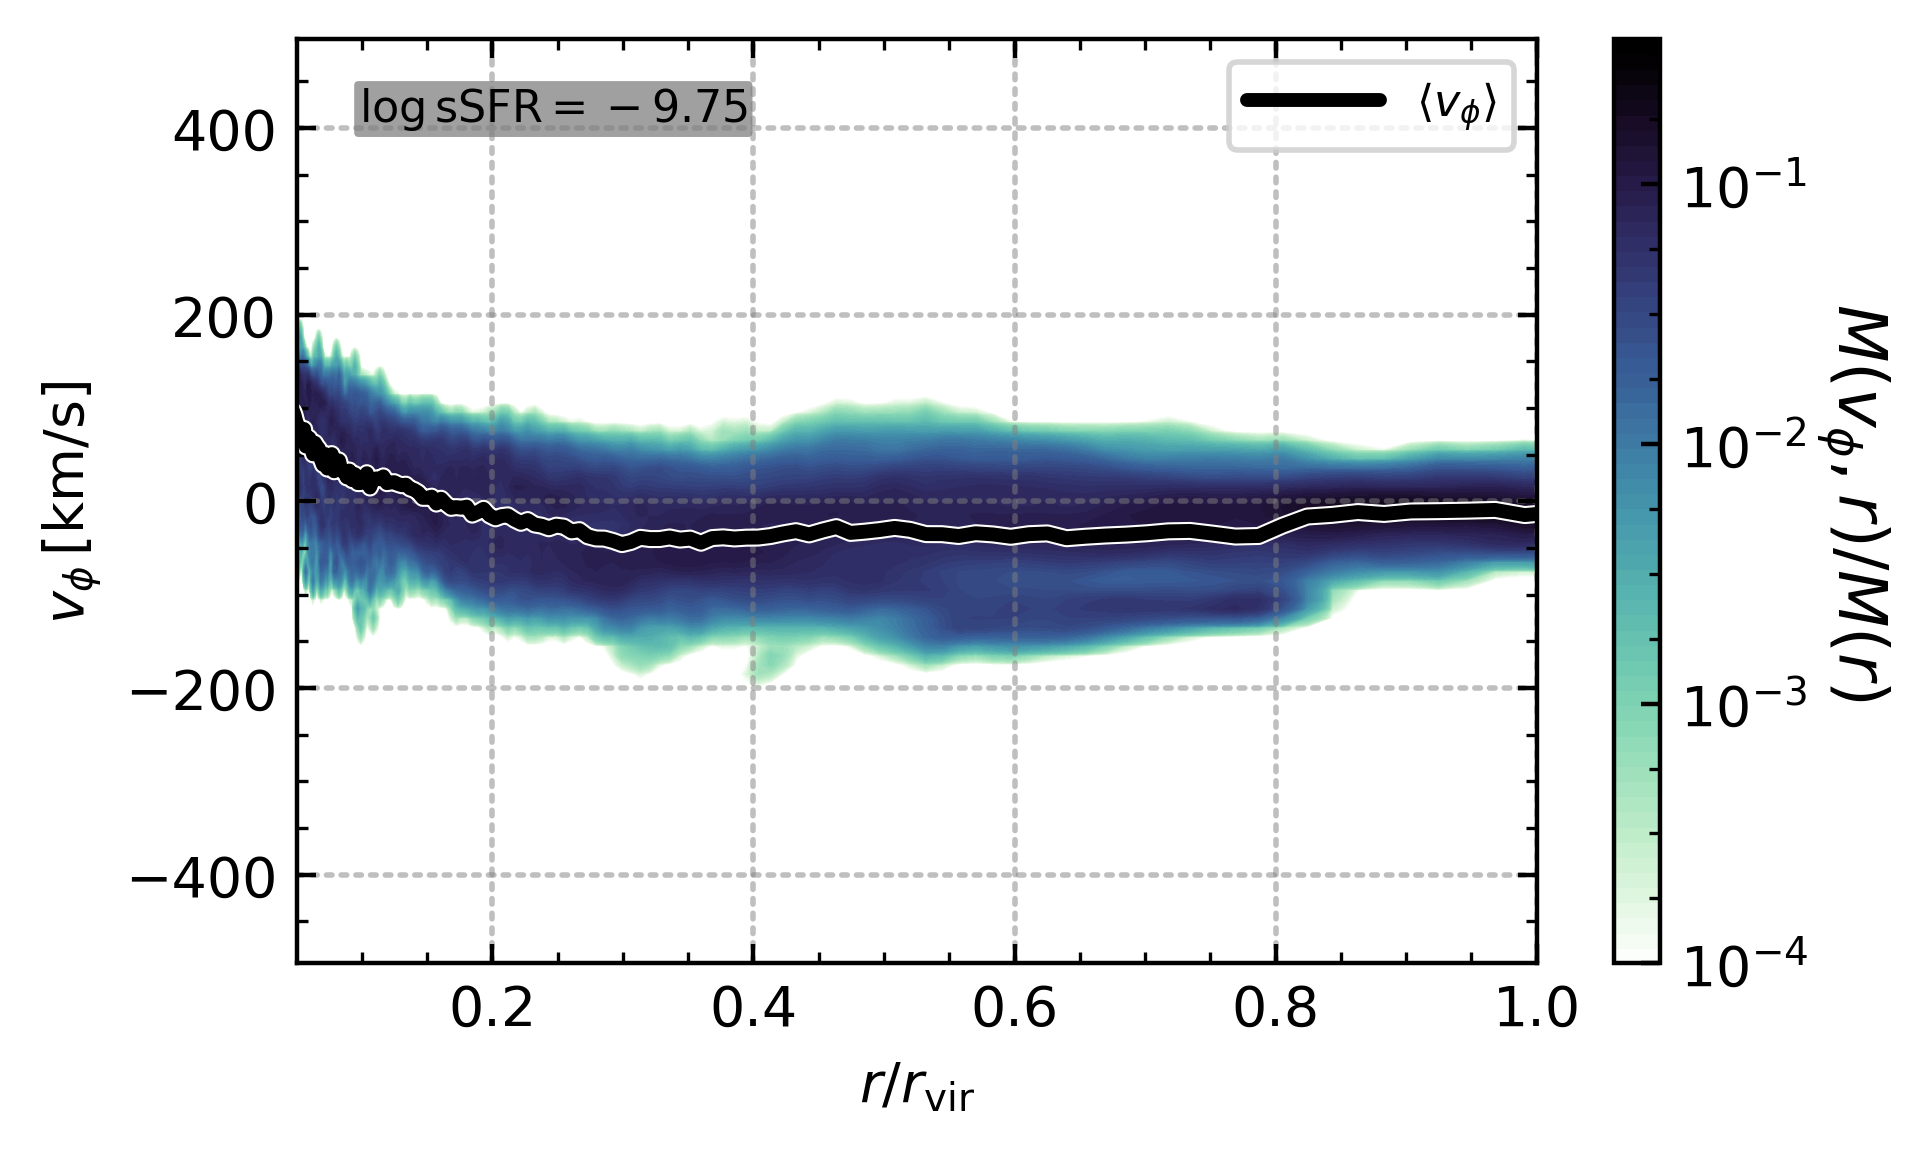 log sSFR = −9.75
⟨v_ϕ⟩
400
200
0
−200
−400
v_ϕ [km/s]
0.2 0.4 0.6 0.8 1.0
r/r_vir
10⁻¹
10⁻²
10⁻³
10⁻⁴
M(v_ϕ, r)/M(r)